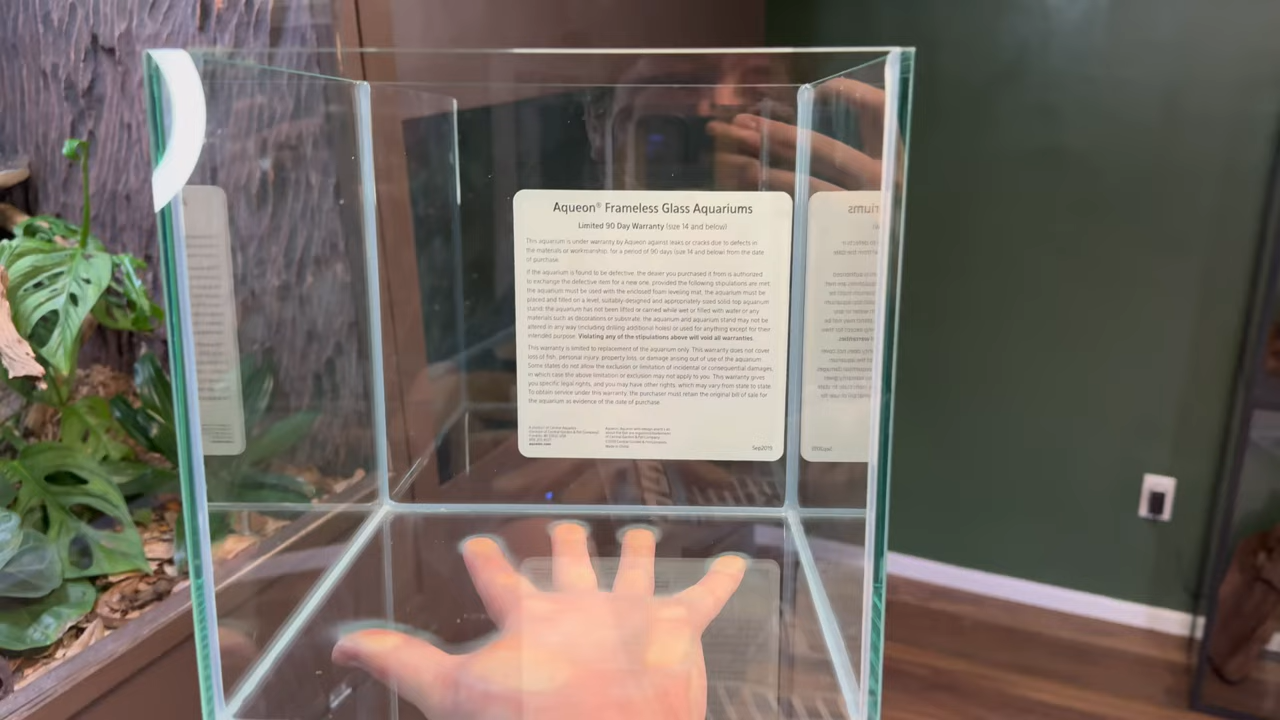 Aqueon® Frameless Glass Aquariums
Limited 90 Day Warranty (size 14 and below)
This aquarium is under warranty by Aqueon against leaks or cracks due to defects in
the materials or workmanship, for a period of 90 days (size 14 and below) from the date
of purchase.
If the aquarium is found to be defective, the dealer you purchased it from is authorized
to exchange the defective item for a new one, provided the following stipulations are met:
the aquarium must be used with the enclosed foam leveling mat, the aquarium must be
placed and filled on a level, suitably-designed and appropriately sized solid top aquarium
stand; the aquarium has not been lifted or carried while wet or filled with water or any
materials such as decorations or substrate; the aquarium and aquarium stand may not be
altered in any way (including drilling additional holes) or used for anything except for their
intended purpose. Violating any of the stipulations above will void all warranties.
This warranty is limited to replacement of the aquarium only. This warranty does not cover
loss of fish, personal injury, property loss, or damage arising out of use of the aquarium.
Some states do not allow the exclusion or limitation of incidental or consequential damages,
in which case the above limitation or exclusion may not apply to you. This warranty gives
you specific legal rights, and you may have other rights, which may vary from state to state.
To obtain service under this warranty, the purchaser must retain the original bill of sale for
the aquarium as evidence of the date of purchase.
aqueon.com
Sep2015